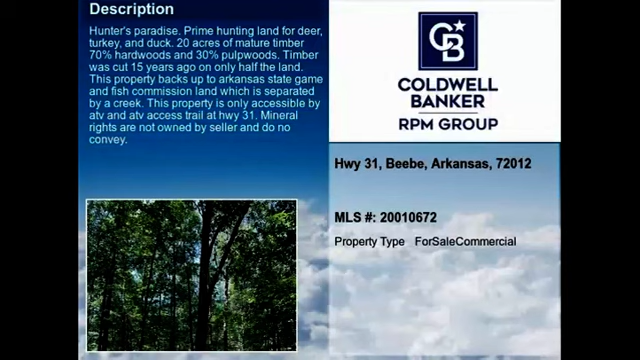 Description
Hunter's paradise. Prime hunting land for deer,
turkey, and duck. 20 acres of mature timber
70% hardwoods and 30% pulpwoods. Timber
was cut 15 years ago on only half the land.
This property backs up to arkansas state game
and fish commission land which is separated
by a creek. This property is only accessible by
atv and atv access trail at hwy 31. Mineral
rights are not owned by seller and do no
convey.
CB
COLDWELL
BANKER
RPM GROUP
Hwy 31, Beebe, Arkansas, 72012
MLS #: 20010672
Property Type ForSaleCommercial